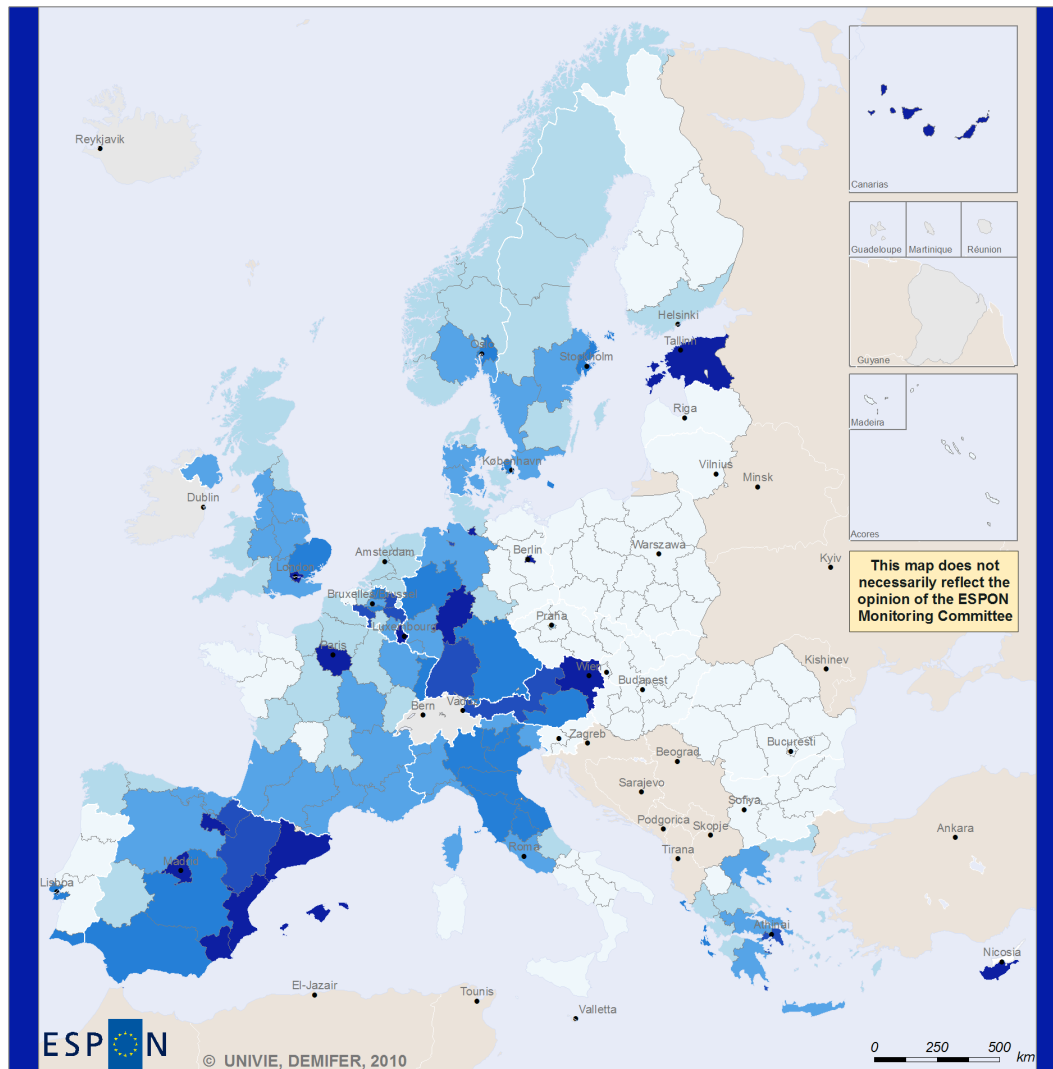 Reykjavik
Canarias
Guadeloupe
Martinique
Réunion
Guyane
Madeira
Acores
This map does not
necessarily reflect the
opinion of the ESPON
Monitoring Committee
Helsinki
Oslo
Tallinn
Stockholm
Riga
København
Vilnius
Minsk
Dublin
Amsterdam
Berlin
Warszawa
Kyiv
London
Bruxelles/Brussel
Luxembourg
Praha
Paris
Wien
Kishinev
Budapest
Bern
Vaduz
Zagreb
Bucuresti
Beograd
Sarajevo
Sofiya
Podgorica
Skopje
Ankara
Roma
Tirana
Madrid
Lisboa
Athinai
Nicosia
El-Jazair
Tounis
Valletta
ESPON
© UNIVIE, DEMIFER, 2010
0 250 500
km